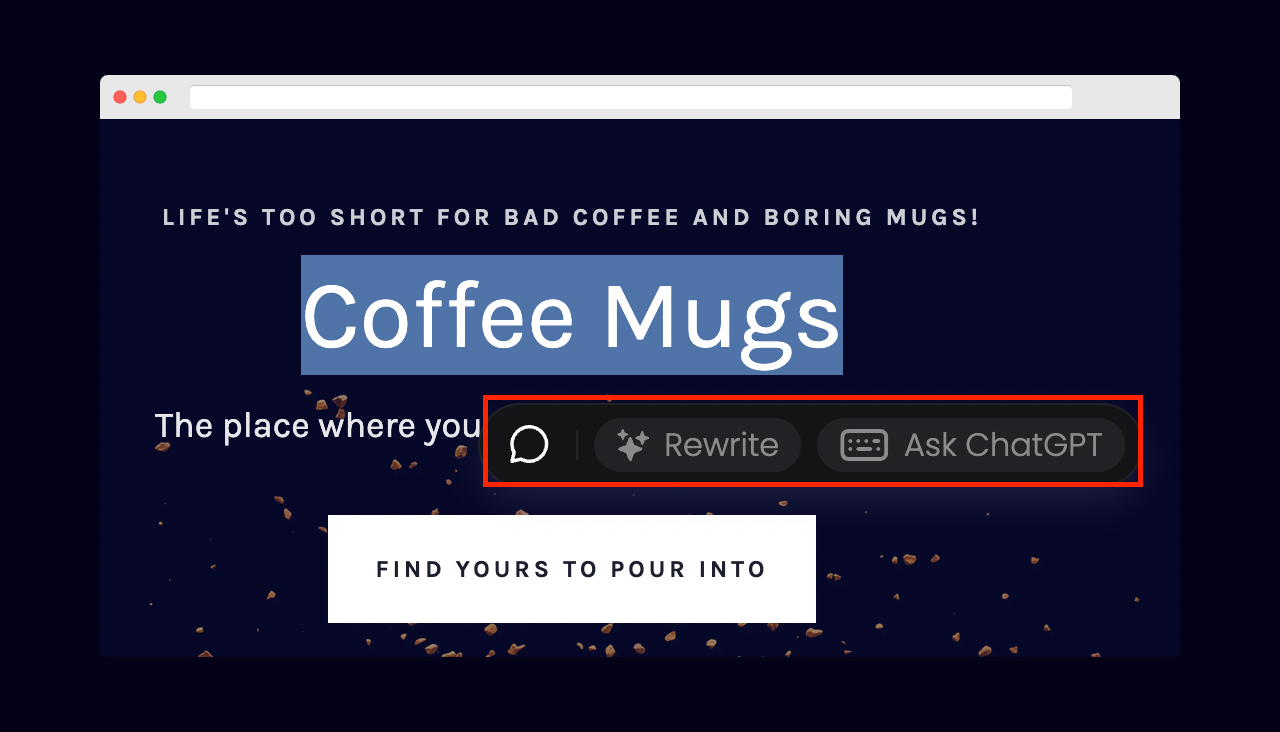 LIFE'S TOO SHORT FOR BAD COFFEE AND BORING MUGS!
Coffee Mugs
The place where you
Rewrite
Ask ChatGPT
FIND YOURS TO POUR INTO